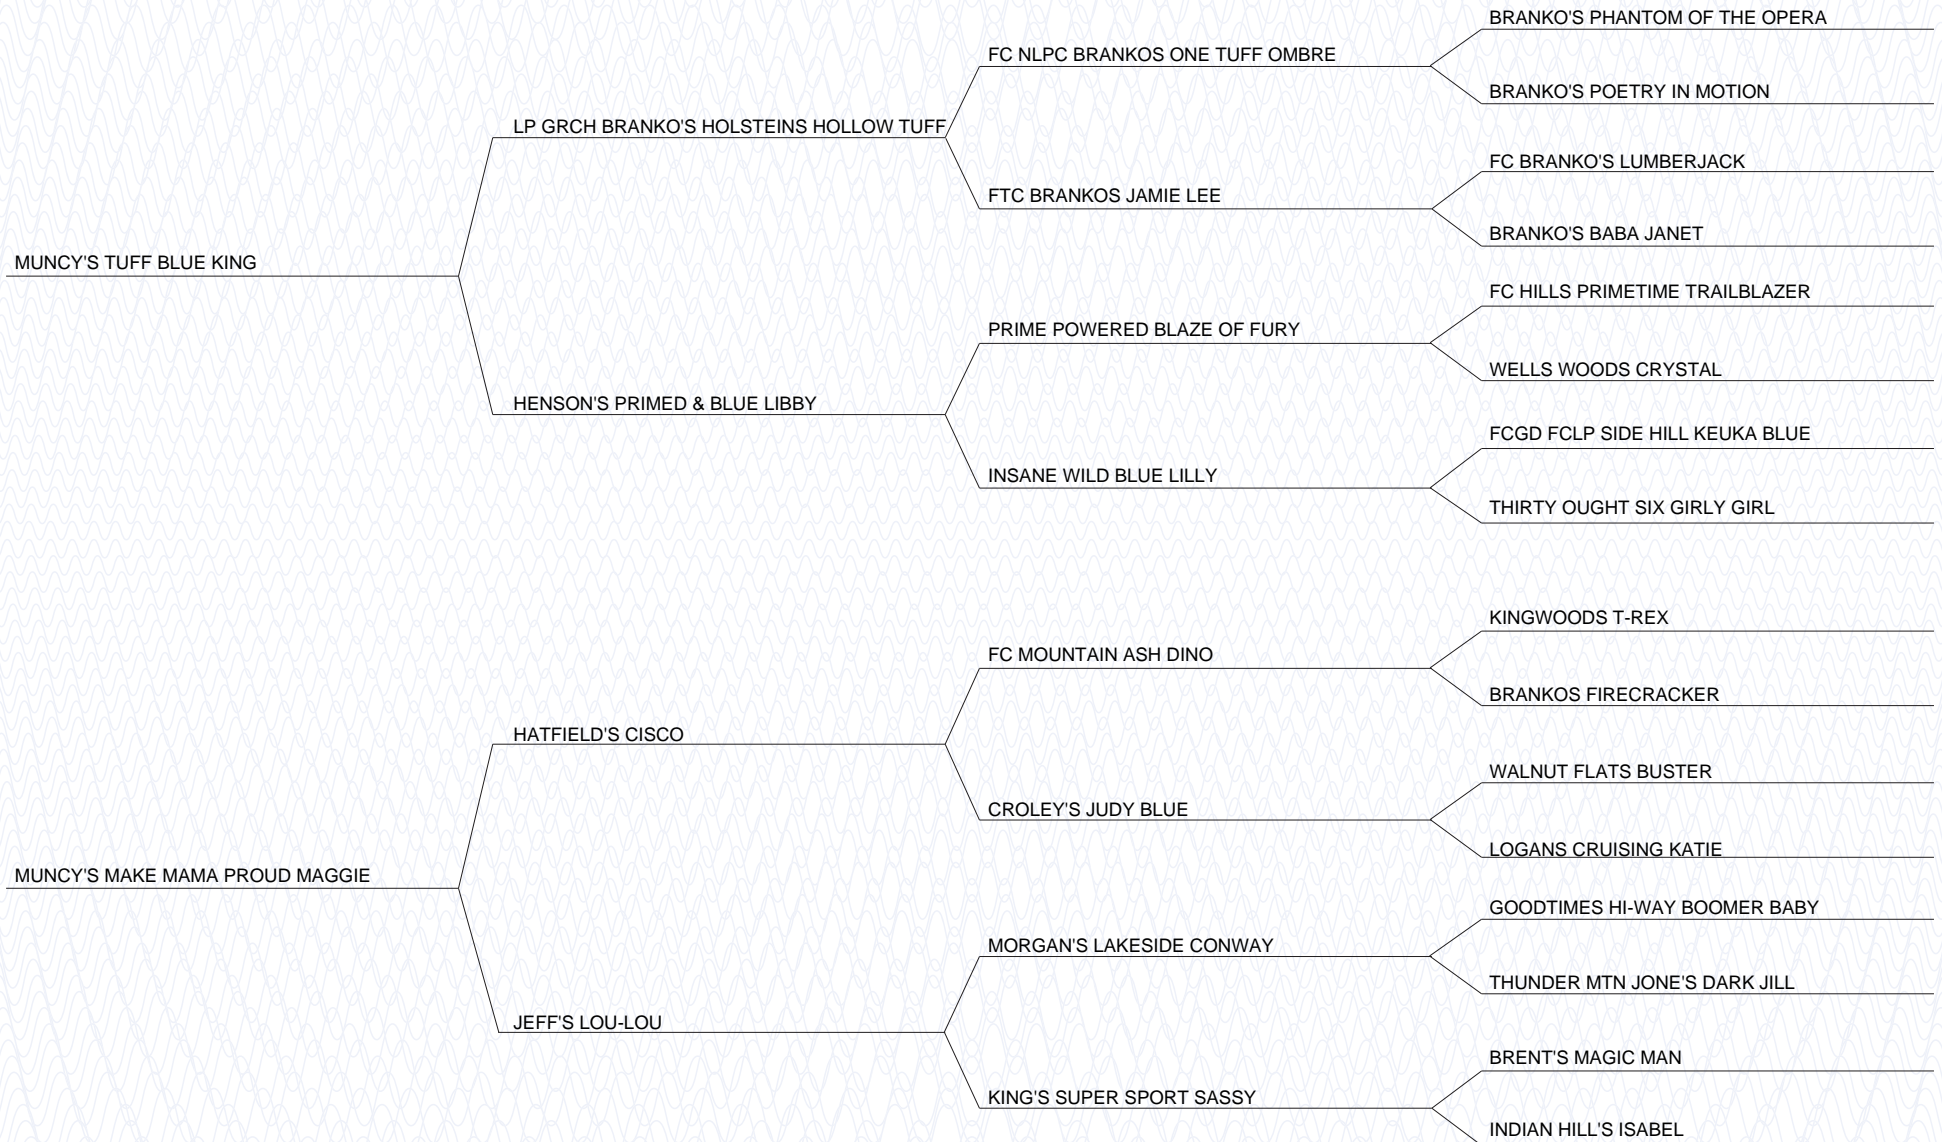 BRANKO'S PHANTOM OF THE OPERA
FC NLPC BRANKOS ONE TUFF OMBRE
BRANKO'S POETRY IN MOTION
LP GRCH BRANKO'S HOLSTEINS HOLLOW TUFF
FC BRANKO'S LUMBERJACK
FTC BRANKOS JAMIE LEE
BRANKO'S BABA JANET
MUNCY'S TUFF BLUE KING
FC HILLS PRIMETIME TRAILBLAZER
PRIME POWERED BLAZE OF FURY
WELLS WOODS CRYSTAL
HENSON'S PRIMED & BLUE LIBBY
FCGD FCLP SIDE HILL KEUKA BLUE
INSANE WILD BLUE LILLY
THIRTY OUGHT SIX GIRLY GIRL
KINGWOODS T-REX
FC MOUNTAIN ASH DINO
BRANKOS FIRECRACKER
HATFIELD'S CISCO
WALNUT FLATS BUSTER
CROLEY'S JUDY BLUE
LOGANS CRUISING KATIE
MUNCY'S MAKE MAMA PROUD MAGGIE
GOODTIMES HI-WAY BOOMER BABY
MORGAN'S LAKESIDE CONWAY
THUNDER MTN JONE'S DARK JILL
JEFF'S LOU-LOU
BRENT'S MAGIC MAN
KING'S SUPER SPORT SASSY
INDIAN HILL'S ISABEL